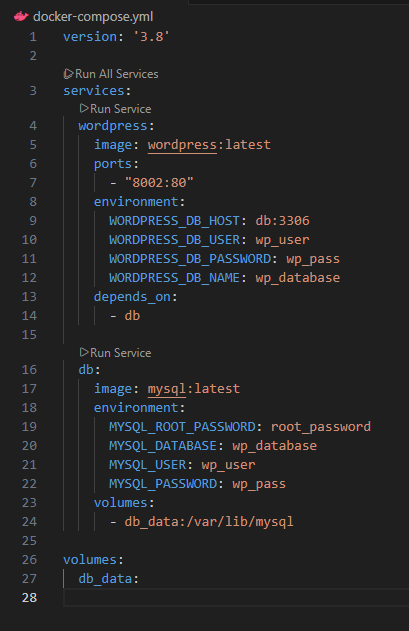 docker-compose.yml
1 version: '3.8'
2
Run All Services
3 services:
Run Service
4   wordpress:
5     image: wordpress:latest
6     ports:
7       - "8002:80"
8     environment:
9       WORDPRESS_DB_HOST: db:3306
10       WORDPRESS_DB_USER: wp_user
11       WORDPRESS_DB_PASSWORD: wp_pass
12       WORDPRESS_DB_NAME: wp_database
13     depends_on:
14       - db
15
Run Service
16   db:
17     image: mysql:latest
18     environment:
19       MYSQL_ROOT_PASSWORD: root_password
20       MYSQL_DATABASE: wp_database
21       MYSQL_USER: wp_user
22       MYSQL_PASSWORD: wp_pass
23     volumes:
24       - db_data:/var/lib/mysql
25
26 volumes:
27   db_data:
28